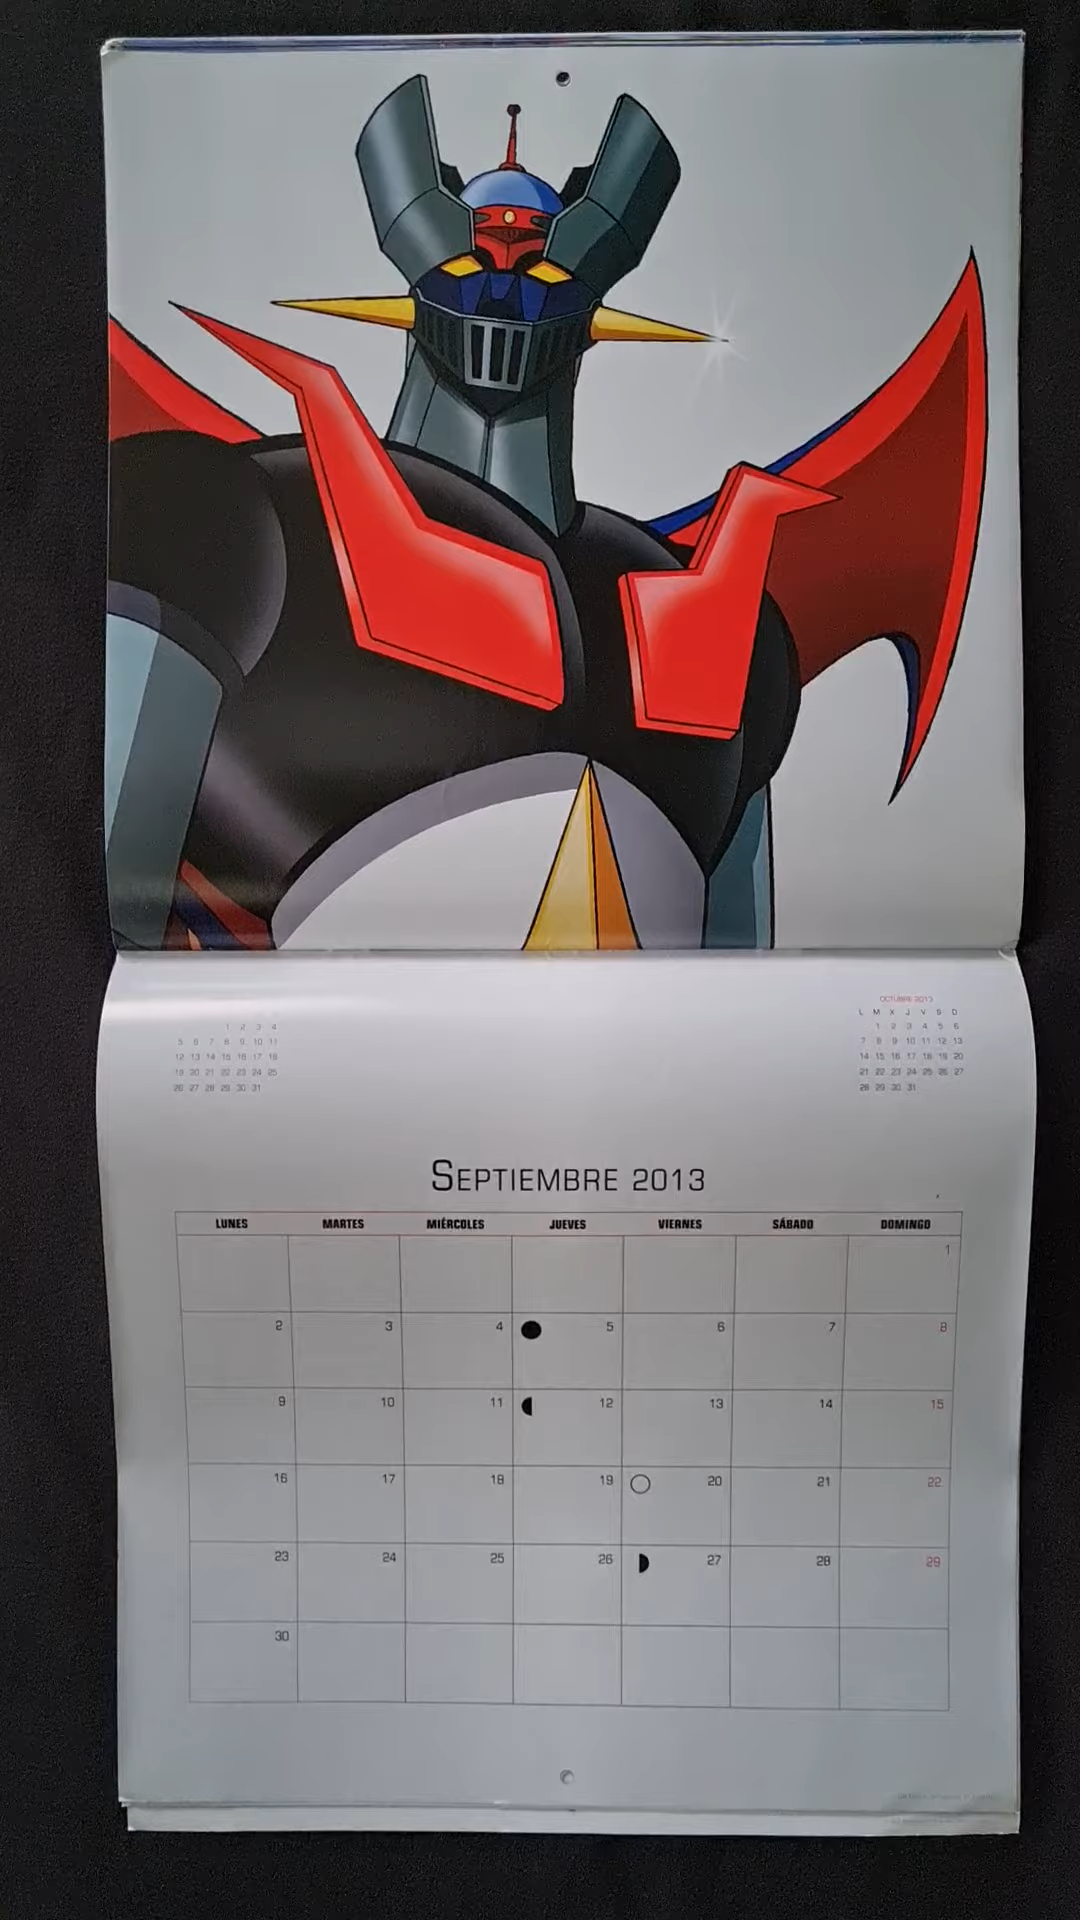 1 2 3 4
5 6 7 8 9 10 11
12 13 14 15 16 17 18
19 20 21 22 23 24 25
26 27 28 29 30 31
OCTUBRE 2013
L M X J V S D
1 2 3 4 5 6
7 8 9 10 11 12 13
14 15 16 17 18 19 20
21 22 23 24 25 26 27
28 29 30 31
SEPTIEMBRE 2013
LUNES MARTES MIÉRCOLES JUEVES VIERNES SÁBADO DOMINGO
1
2 3 4 5 6 7 8
9 10 11 12 13 14 15
16 17 18 19 20 21 22
23 24 25 26 27 28 29
30